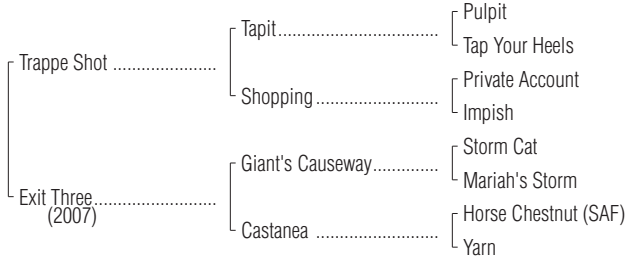 Pulpit
Tapit..................................
Tap Your Heels
Trappe Shot ......................
Private Account
Shopping..........................
Impish
Storm Cat
Giant's Causeway..............
Mariah's Storm
Exit Three..........................
(2007)
Horse Chestnut (SAF)
Castanea ..........................
Yarn